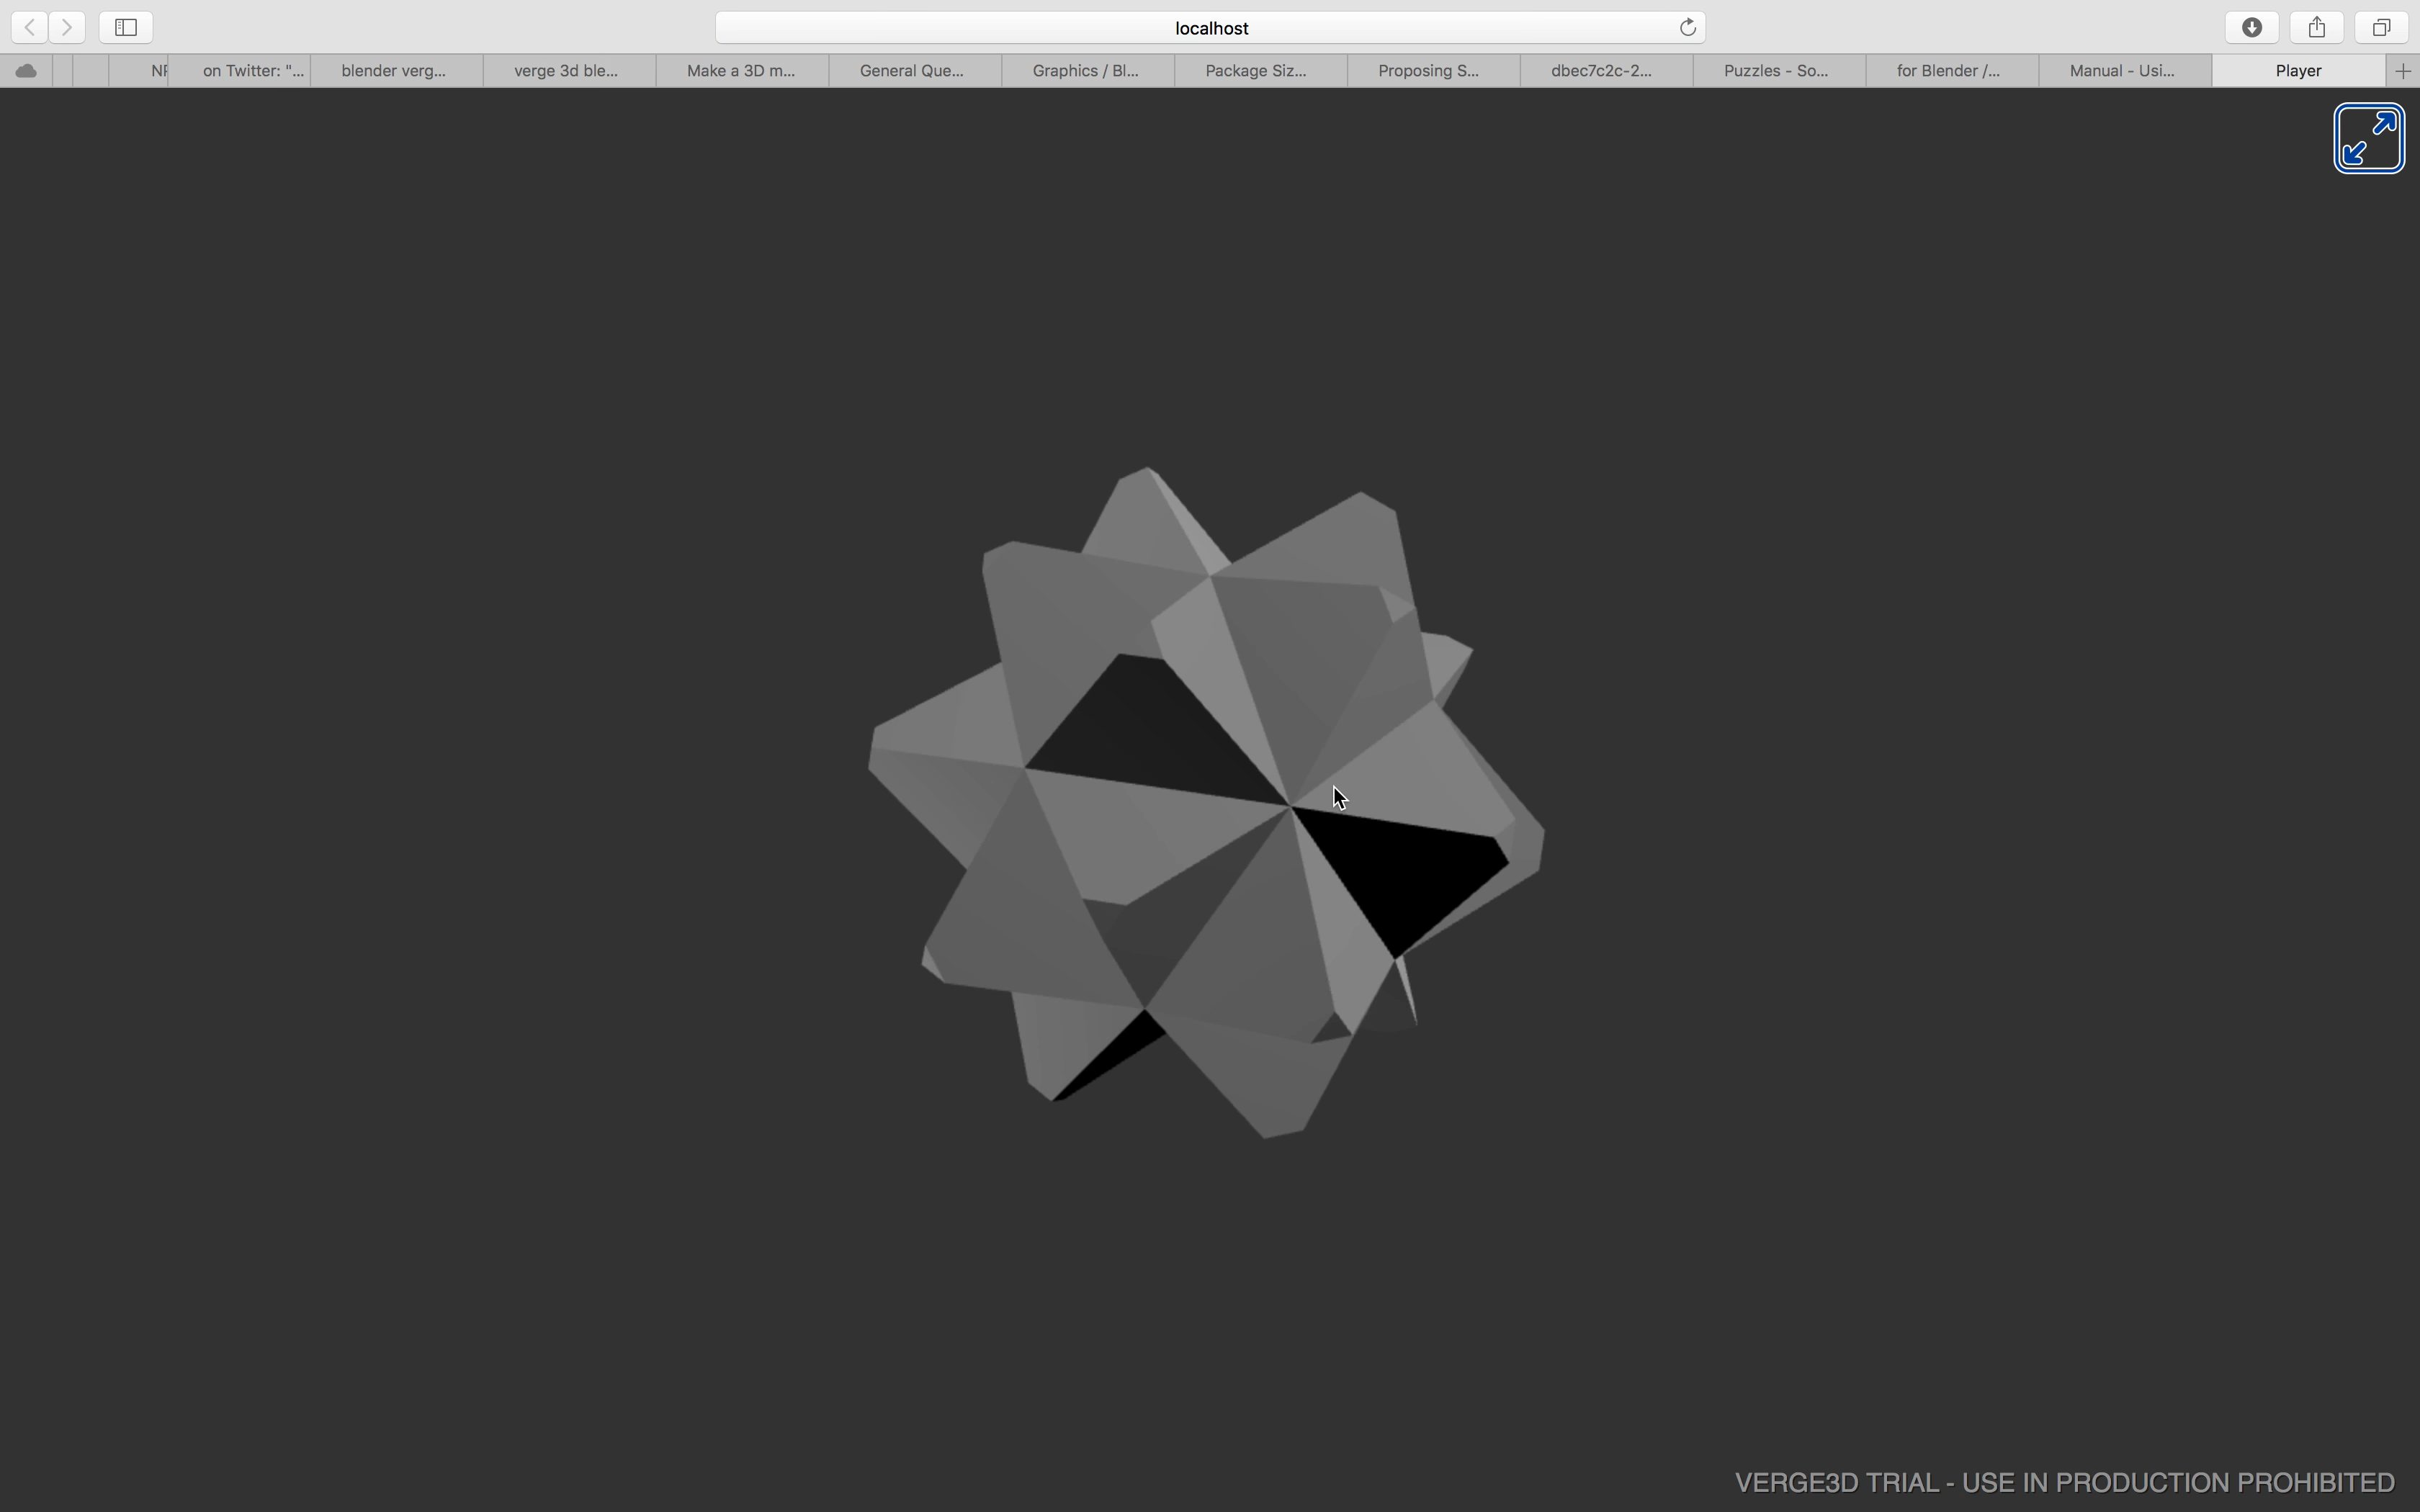 localhost
on Twitter: "...
blender verg...
verge 3d ble...
Make a 3D m...
General Que...
Graphics / Bl...
Package Siz...
Proposing S...
dbec7c2c-2...
Puzzles - So...
for Blender /...
Manual - Usi...
Player
VERGE3D TRIAL - USE IN PRODUCTION PROHIBITED